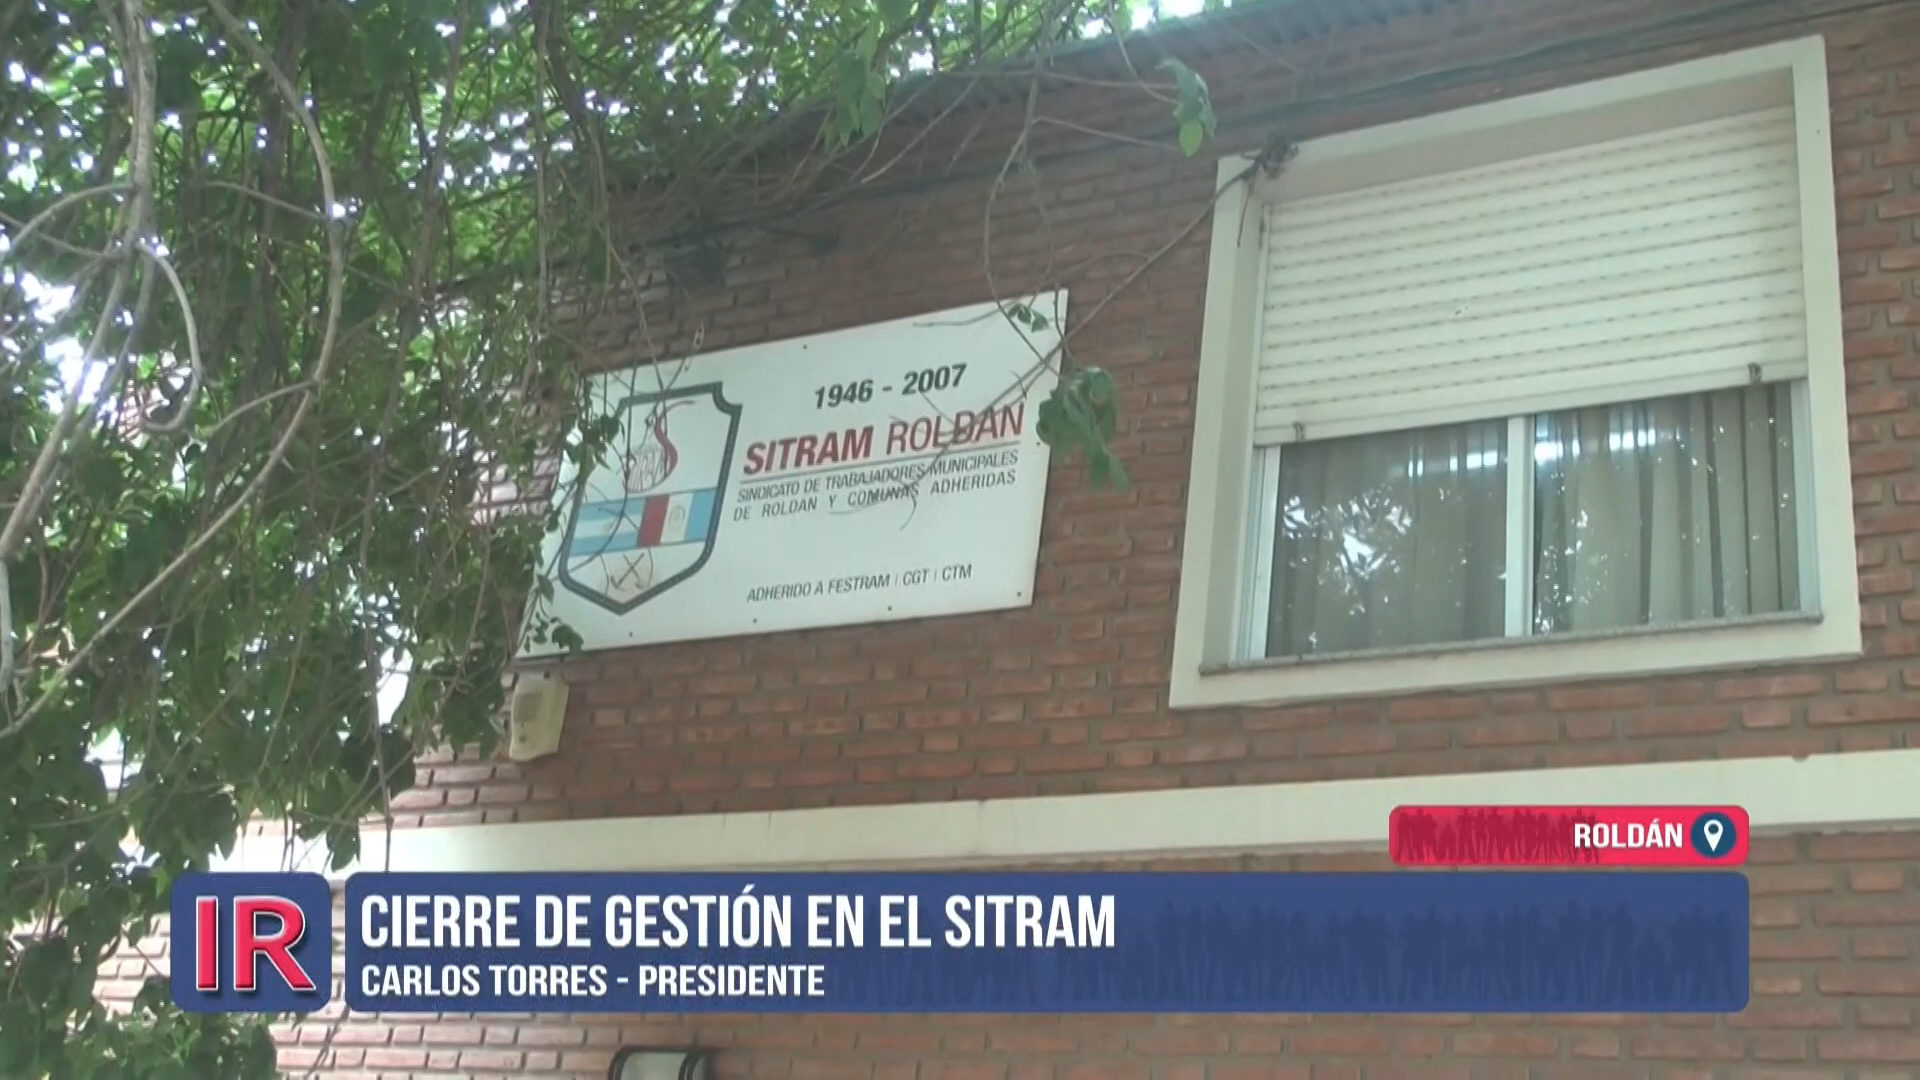 1946 - 2007
SITRAM ROLDAN
SINDICATO DE TRABAJADORES MUNICIPALES
DE ROLDAN Y COMUNAS ADHERIDAS
ADHERIDO A FESTRAM | CGT | CTM
ROLDÁN
IR
CIERRE DE GESTIÓN EN EL SITRAM
CARLOS TORRES - PRESIDENTE